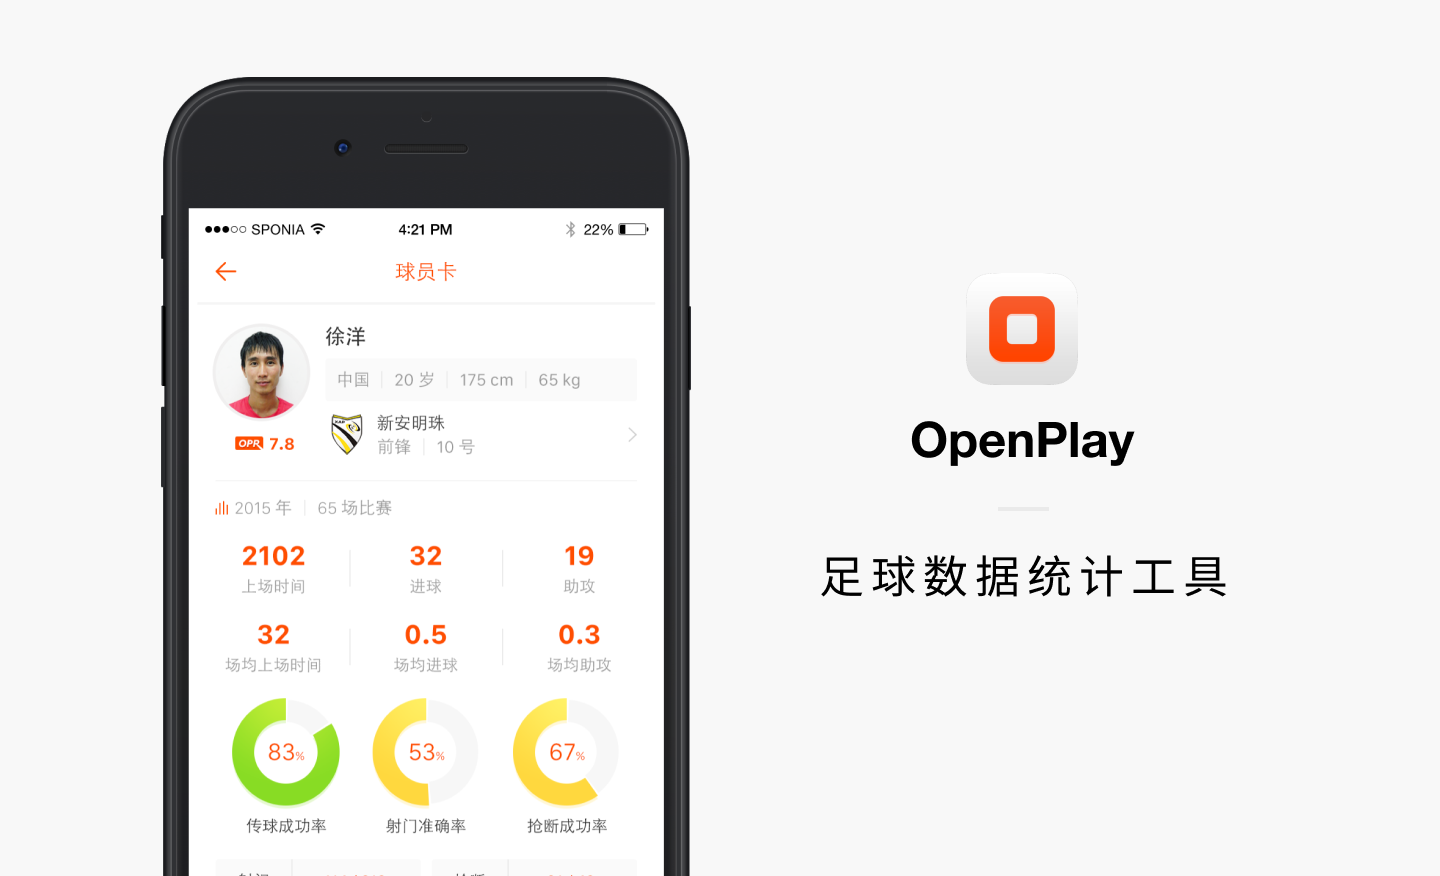 SPONIA
4:21 PM
22%
球员卡
徐洋
中国 20 岁 175 cm 65 kg
OPR 7.8
新安明珠
前锋 10 号
2015 年 65 场比赛
2102 32 19
上场时间 进球 助攻
32 0.5 0.3
场均上场时间 场均进球 场均助攻
83% 53% 67%
传球成功率 射门准确率 抢断成功率
OpenPlay
足球数据统计工具